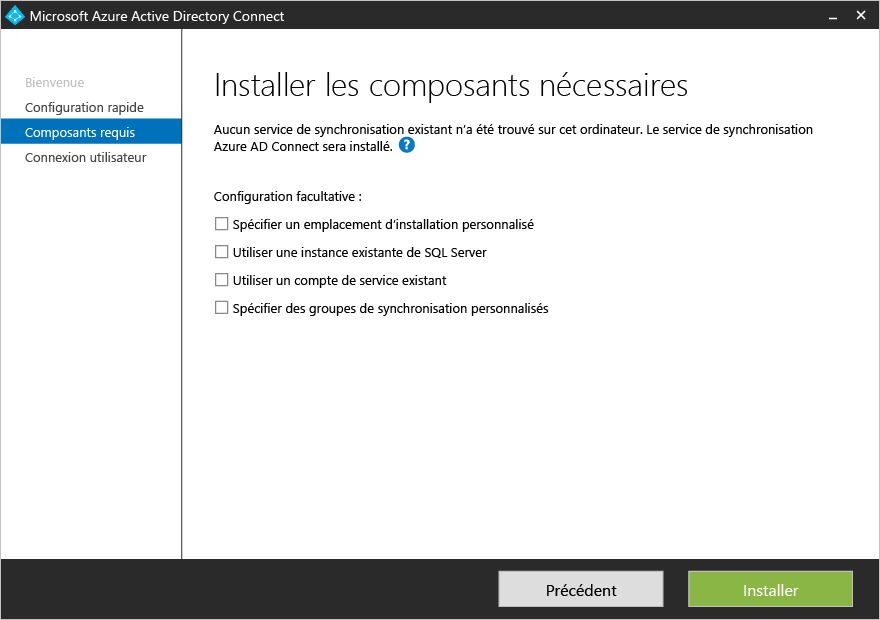 Microsoft Azure Active Directory Connect
Bienvenue
Configuration rapide
Composants requis
Connexion utilisateur
Installer les composants nécessaires
Aucun service de synchronisation existant n’a été trouvé sur cet ordinateur. Le service de synchronisation
Azure AD Connect sera installé. ?
Configuration facultative :
Spécifier un emplacement d’installation personnalisé
Utiliser une instance existante de SQL Server
Utiliser un compte de service existant
Spécifier des groupes de synchronisation personnalisés
Précédent
Installer